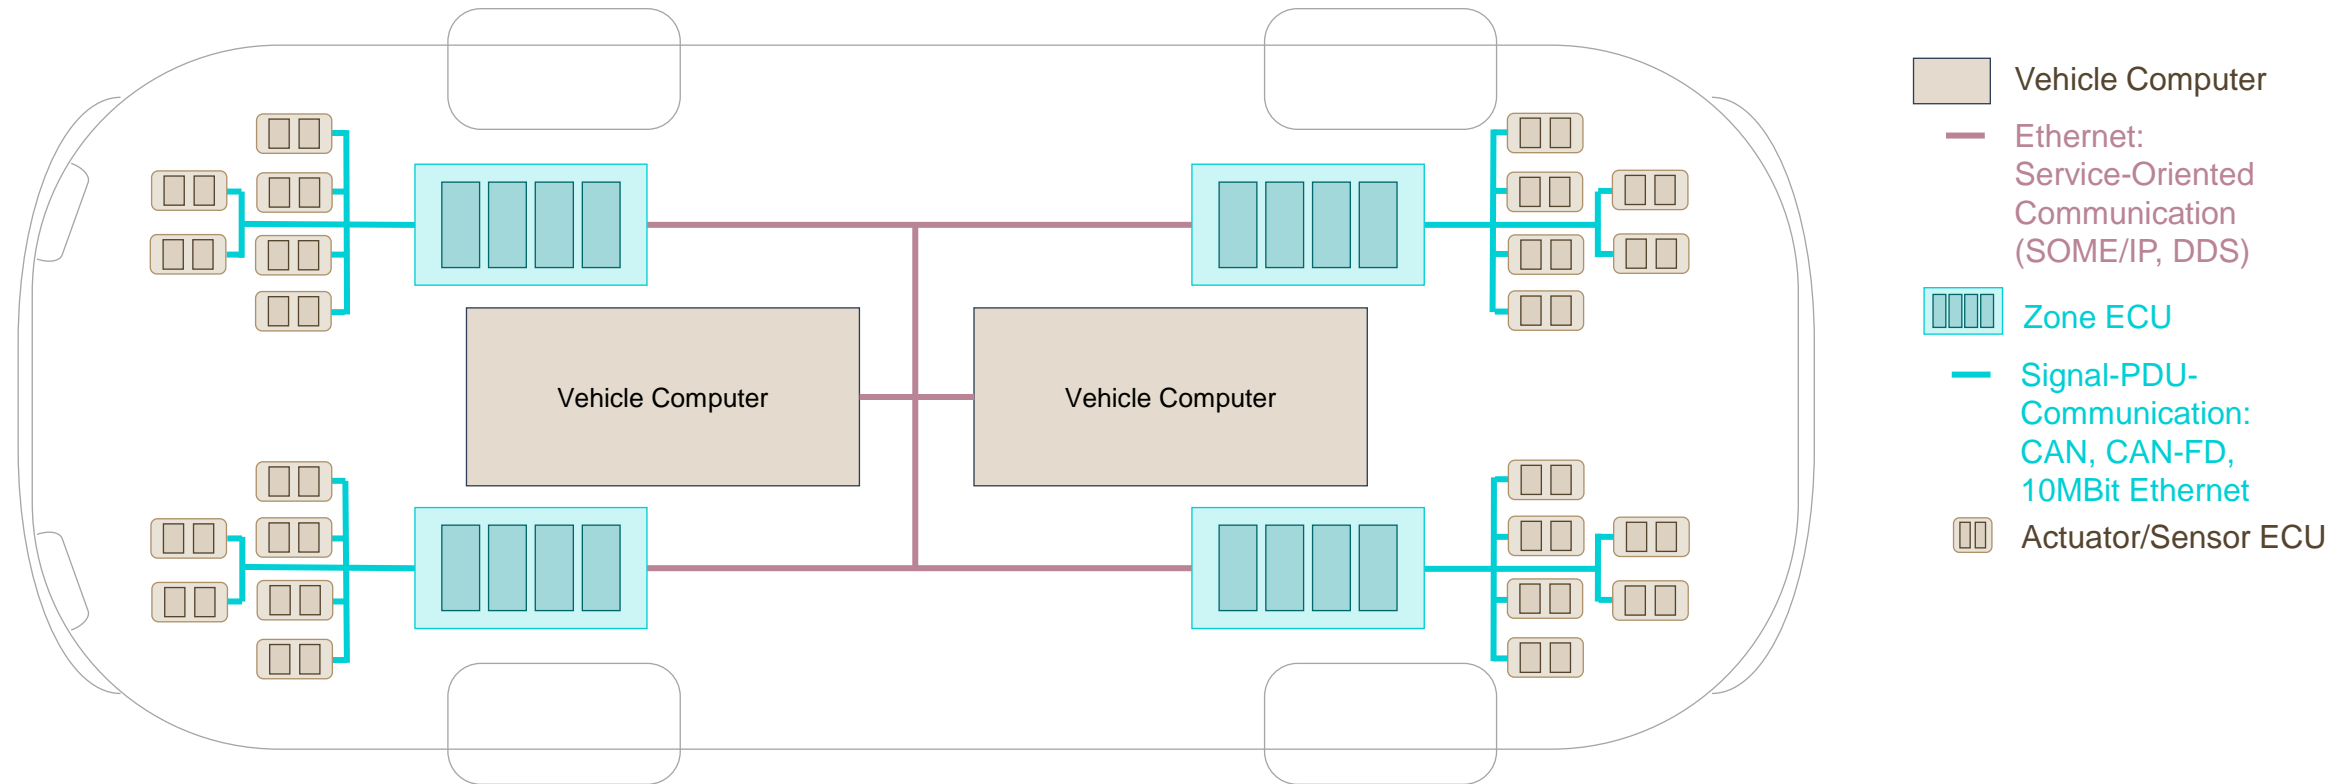 Vehicle Computer
Vehicle Computer
Vehicle Computer
Ethernet:
Service-Oriented
Communication
(SOME/IP, DDS)
Zone ECU
Signal-PDU-
Communication:
CAN, CAN-FD,
10MBit Ethernet
Actuator/Sensor ECU